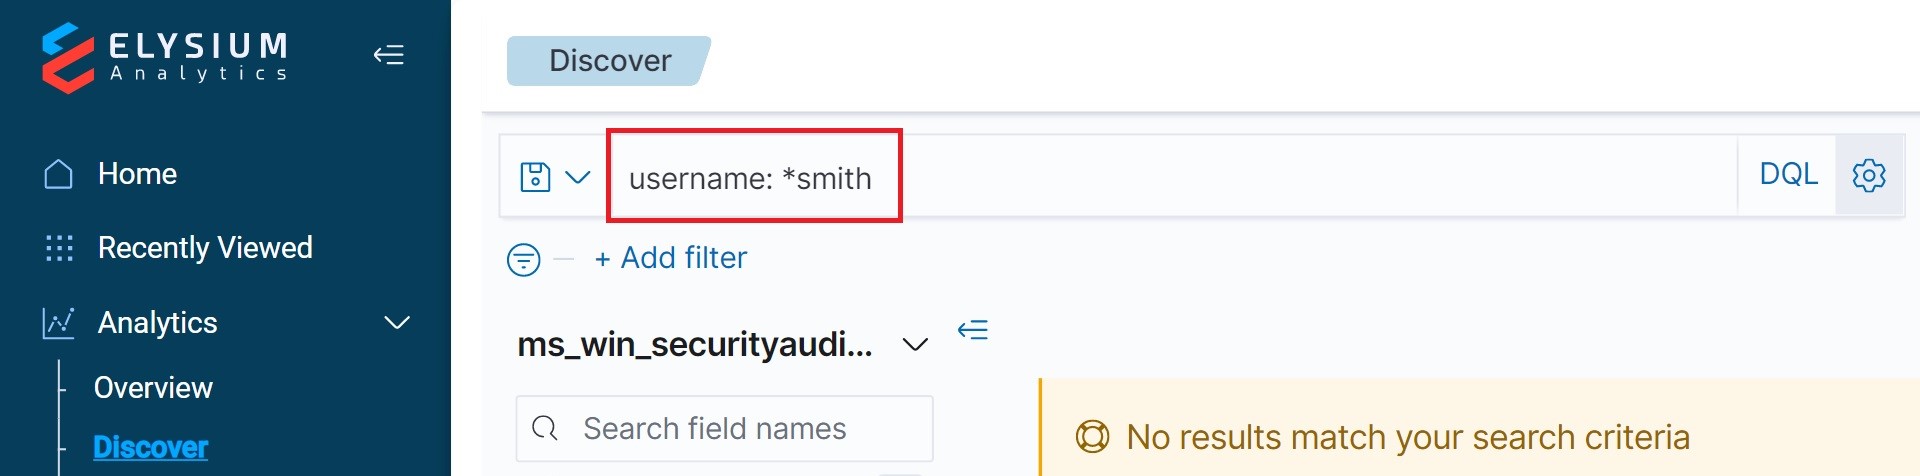 ELYSIUM
Analytics
Home
Recently Viewed
Analytics
Overview
Discover
Discover
username: *smith
DQL
+ Add filter
ms_win_securityaudi...
Search field names
No results match your search criteria